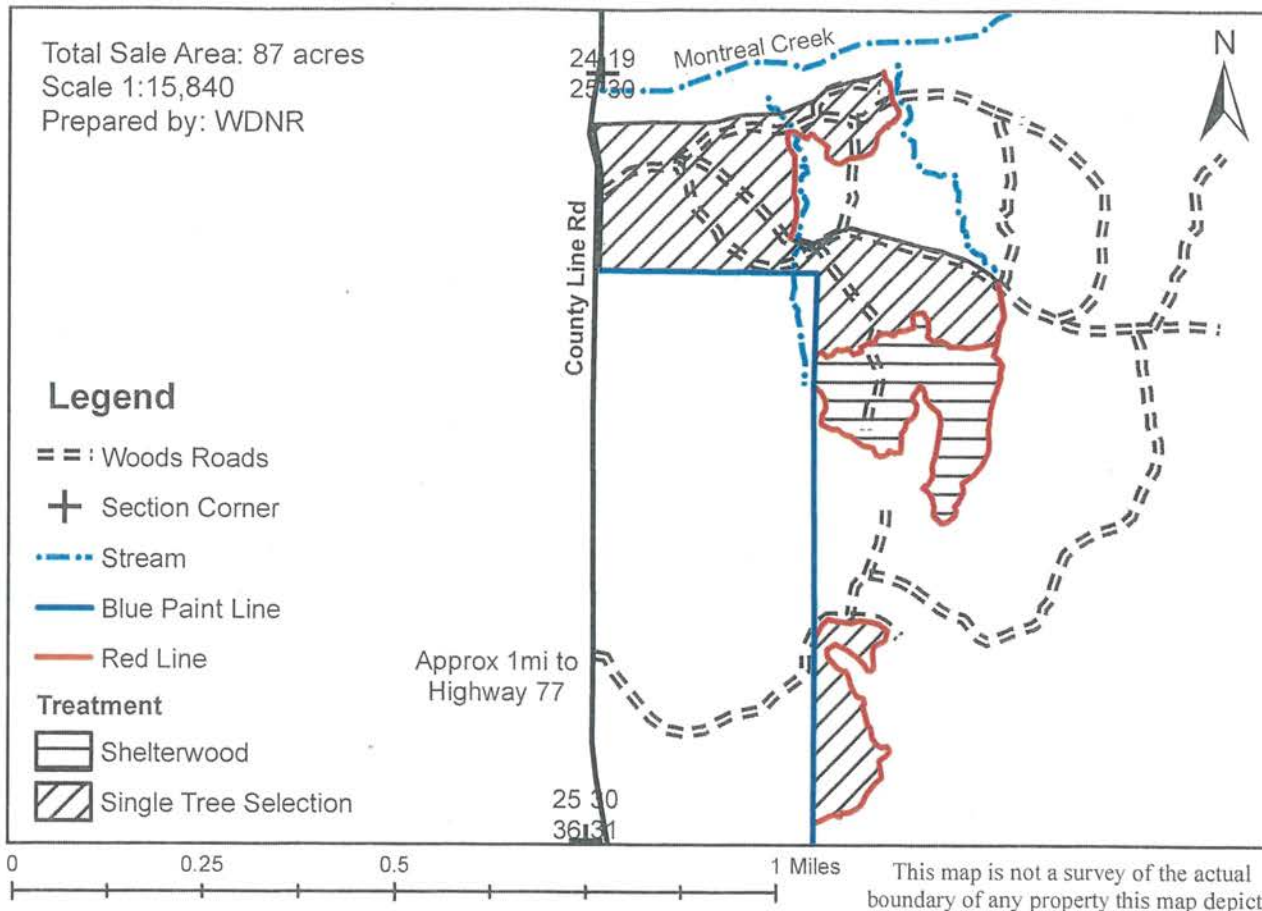 Total Sale Area: 87 acres
Scale 1:15,840
Prepared by: WDNR
24 19
25 30
Montreal Creek
N
County Line Rd
Legend
Woods Roads
Section Corner
Stream
Blue Paint Line
Red Line
Treatment
Shelterwood
Single Tree Selection
Approx 1mi to
Highway 77
25 30
36 31
0 0.25 0.5 1 Miles
This map is not a survey of the actual
boundary of any property this map depict